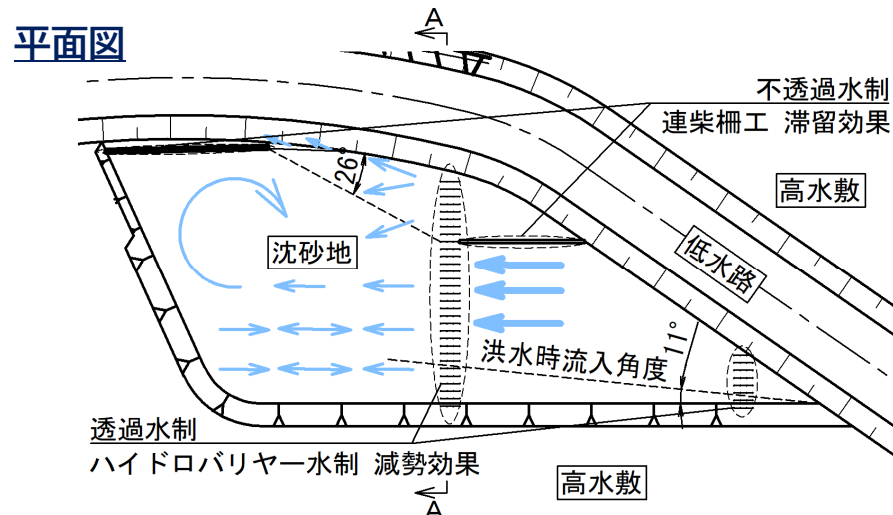 平面図
A
不透過水制
連柴柵工 滞留効果
高水敷
26°
沈砂地
低水路
11°
洪水時流入角度
透過水制
ハイドロバリヤー水制 減勢効果
高水敷
A